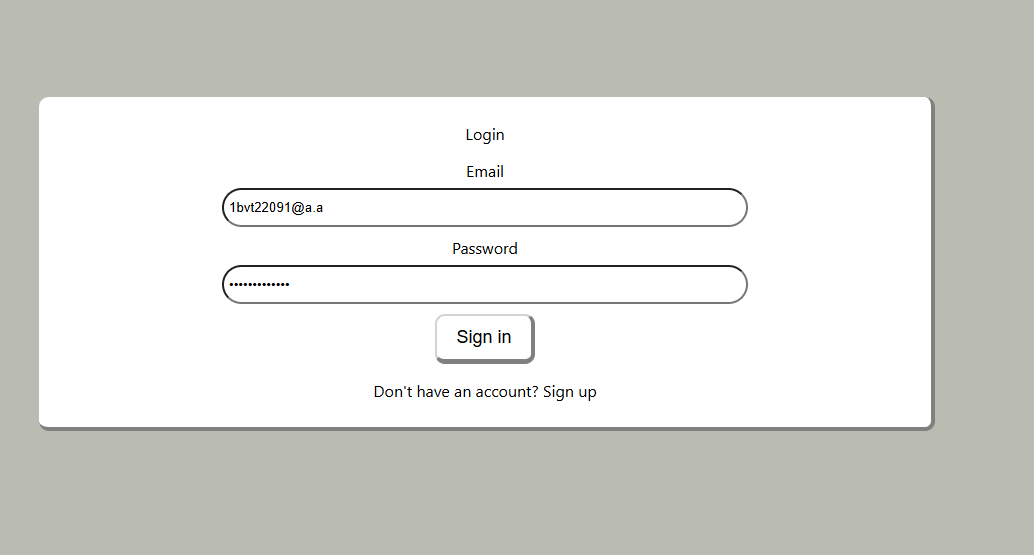 Login
Email
1bvt22091@a.a
Password
•••••••••••••
Sign in
Don't have an account? Sign up